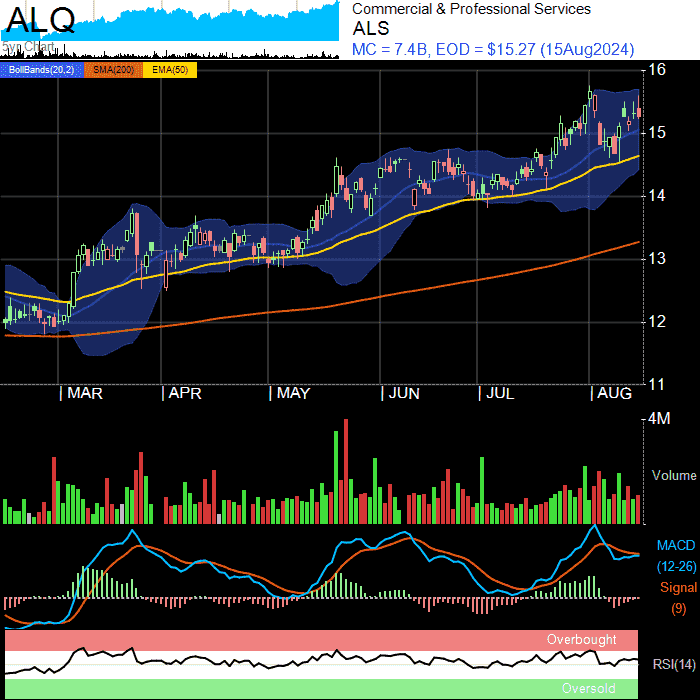 ALQ
5yr Chart
Commercial & Professional Services
ALS
MC = 7.4B, EOD = $15.27 (15Aug2024)
BollBands(20,2) SMA(200) EMA(50)
16
15
14
13
12
11
| MAR | APR | MAY | JUN | JUL | AUG
4M
Volume
MACD
(12-26)
Signal
(9)
Overbought
RSI(14)
Oversold